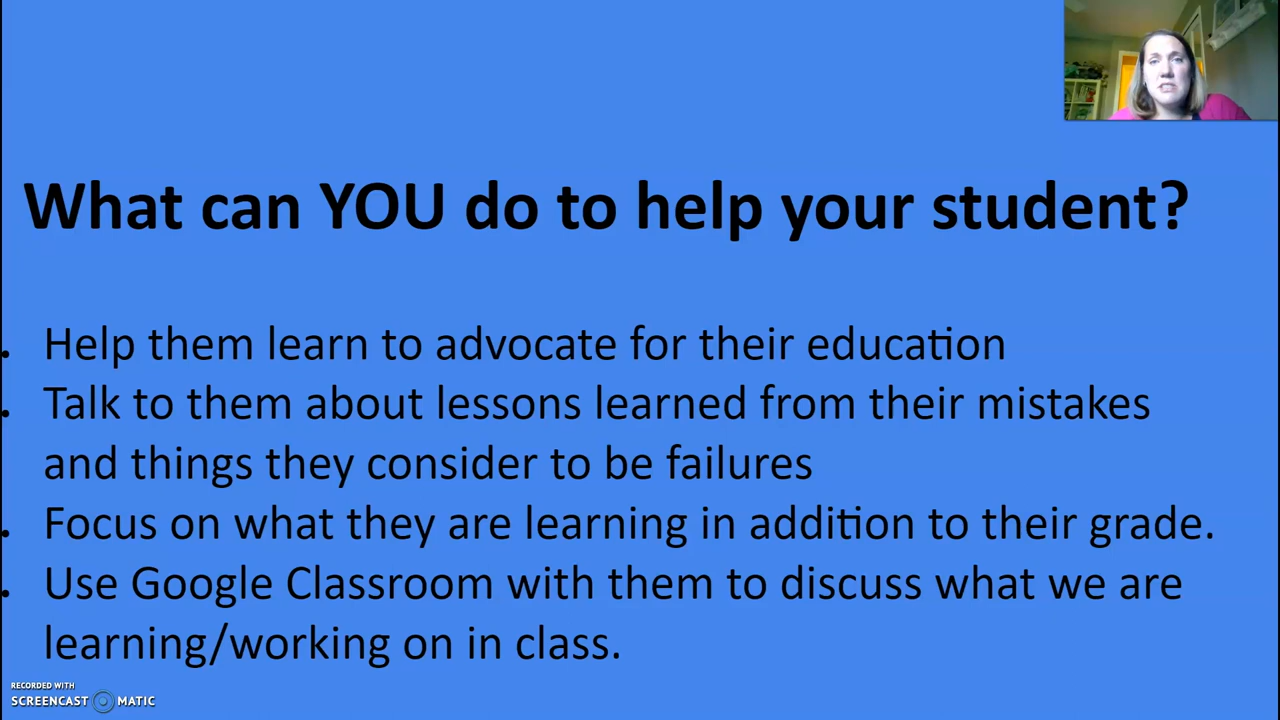 What can YOU do to help your student?
. Help them learn to advocate for their education
. Talk to them about lessons learned from their mistakes
and things they consider to be failures
. Focus on what they are learning in addition to their grade.
. Use Google Classroom with them to discuss what we are
learning/working on in class.
RECORDED WITH
SCREENCAST MATIC